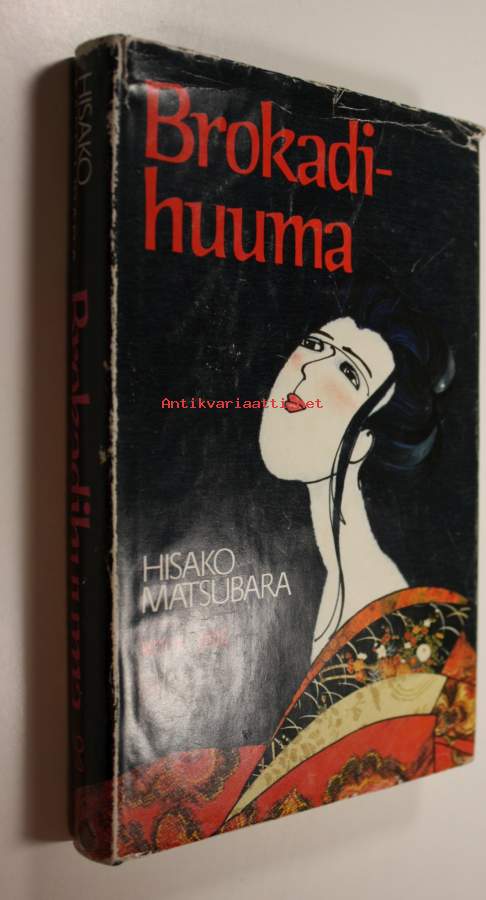 Brokadi-
huuma
Antikvariaatti.net
HISAKO
MATSUBARA
HISAKO
Brokadihuuma